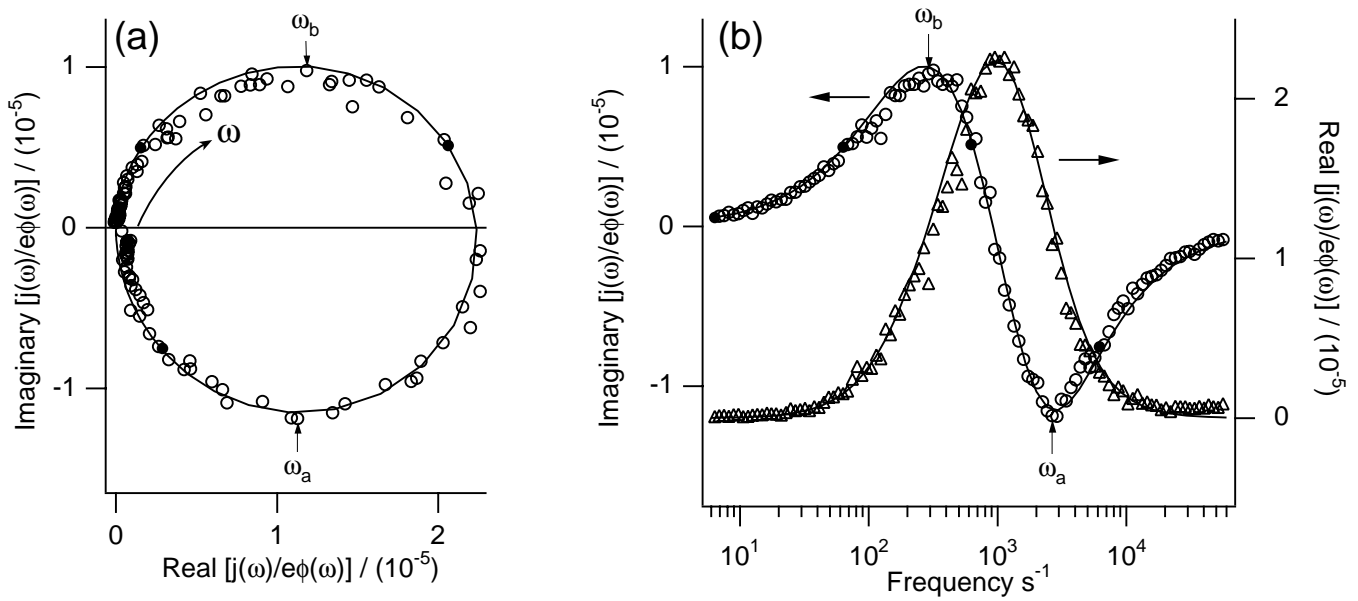 (a)
ω_b
1
0
-1
Imaginary [j(ω)/eϕ(ω)] / (10^-5)
ω
ω_a
0 1 2
Real [j(ω)/eϕ(ω)] / (10^-5)
(b)
ω_b
1
0
-1
Imaginary [j(ω)/eϕ(ω)] / (10^-5)
2
1
0
Real [j(ω)/eϕ(ω)] / (10^-5)
ω_a
10^1 10^2 10^3 10^4
Frequency s^-1